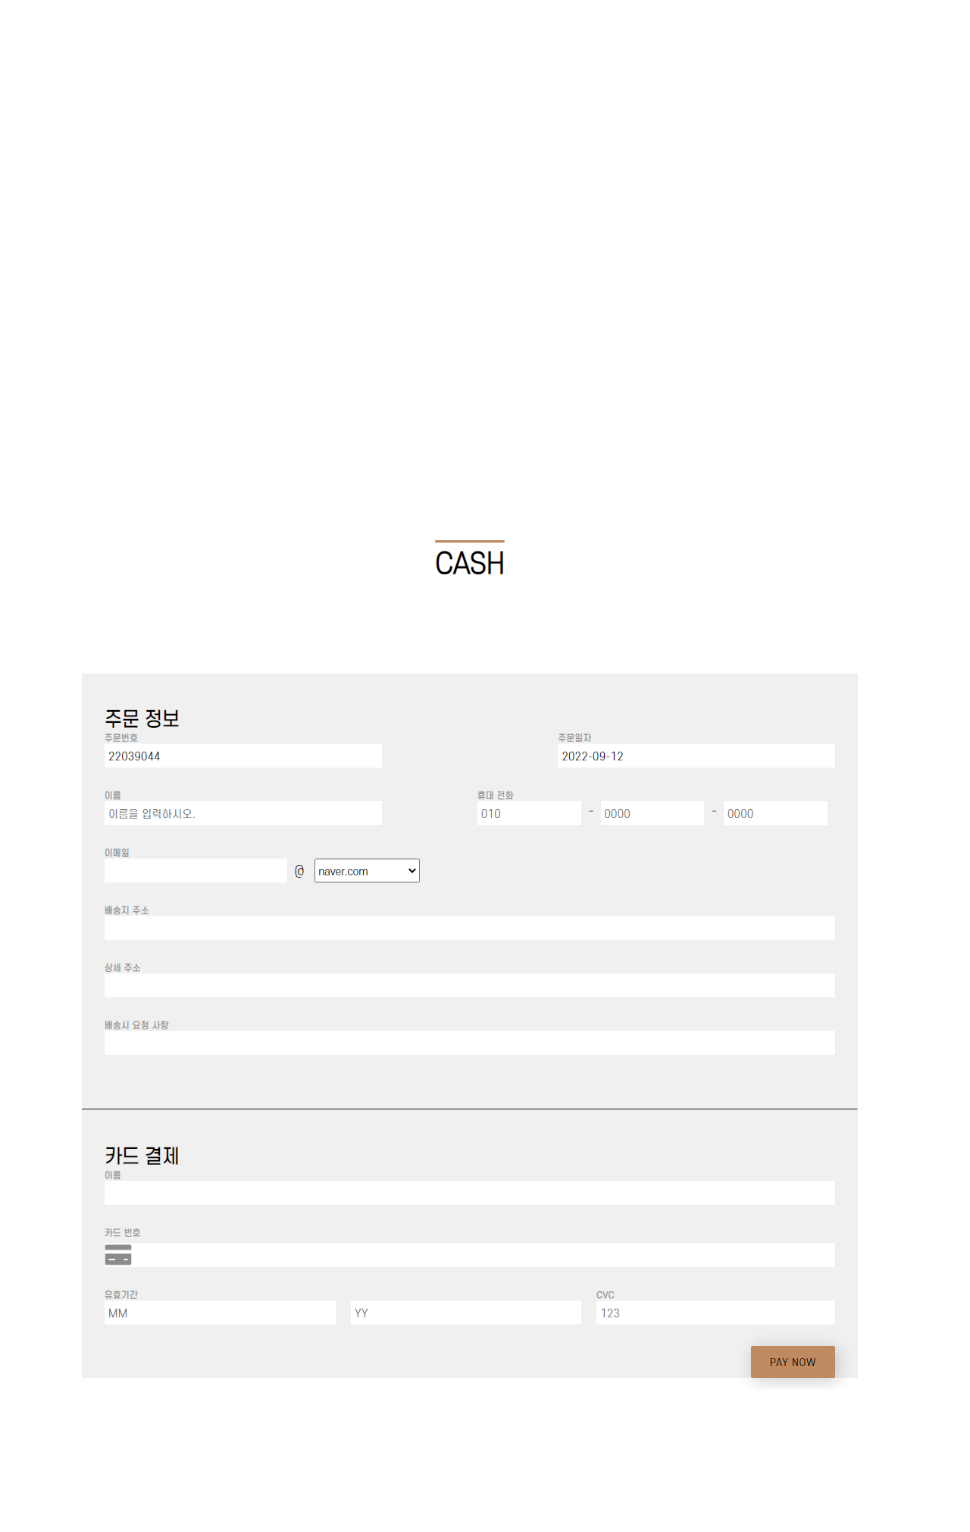 CASH
주문 정보
주문번호 주문일자
22039044 2022-09-12
이름 휴대 전화
이름을 입력하시오. 010 - 0000 - 0000
이메일
@ naver.com
배송지 주소
상세 주소
배송시 요청 사항
카드 결제
이름
카드 번호
유효기간 CVC
MM YY 123
PAY NOW